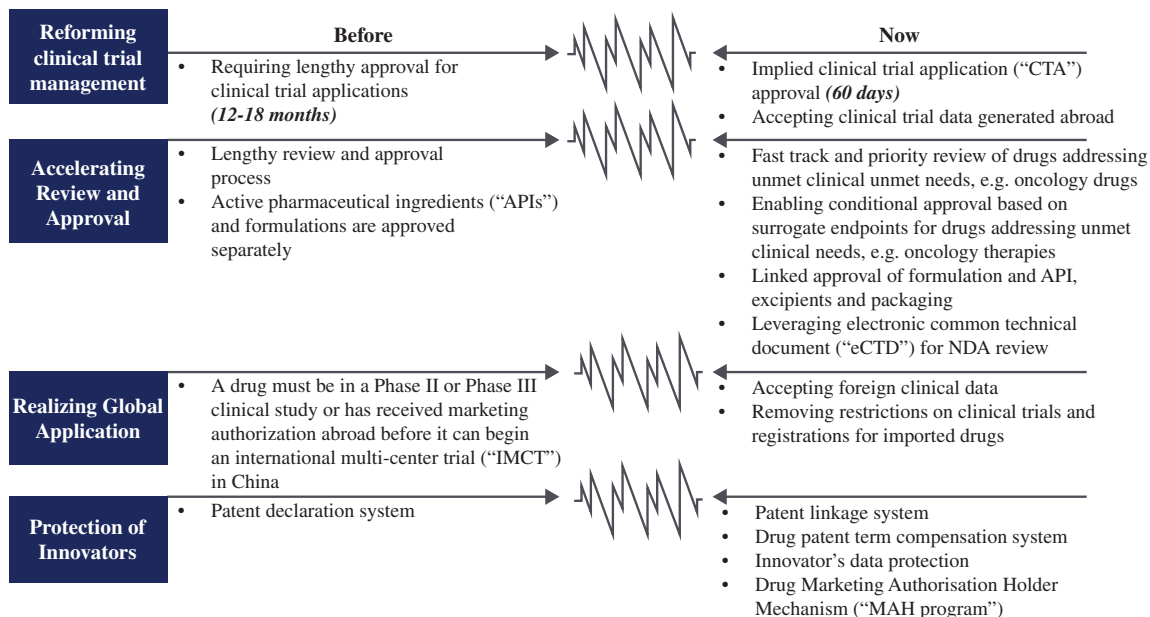 Reforming
clinical trial
management
Before
Now
• Requiring lengthy approval for
clinical trial applications
(12-18 months)
• Implied clinical trial application (“CTA”)
approval (60 days)
• Accepting clinical trial data generated abroad
Accelerating
Review and
Approval
• Lengthy review and approval
process
• Active pharmaceutical ingredients (“APIs”)
and formulations are approved
separately
• Fast track and priority review of drugs addressing
unmet clinical unmet needs, e.g. oncology drugs
• Enabling conditional approval based on
surrogate endpoints for drugs addressing unmet
clinical needs, e.g. oncology therapies
• Linked approval of formulation and API,
excipients and packaging
• Leveraging electronic common technical
document (“eCTD”) for NDA review
Realizing Global
Application
• A drug must be in a Phase II or Phase III
clinical study or has received marketing
authorization abroad before it can begin
an international multi-center trial (“IMCT”)
in China
• Accepting foreign clinical data
• Removing restrictions on clinical trials and
registrations for imported drugs
Protection of
Innovators
• Patent declaration system
• Patent linkage system
• Drug patent term compensation system
• Innovator’s data protection
• Drug Marketing Authorisation Holder
Mechanism (“MAH program”)